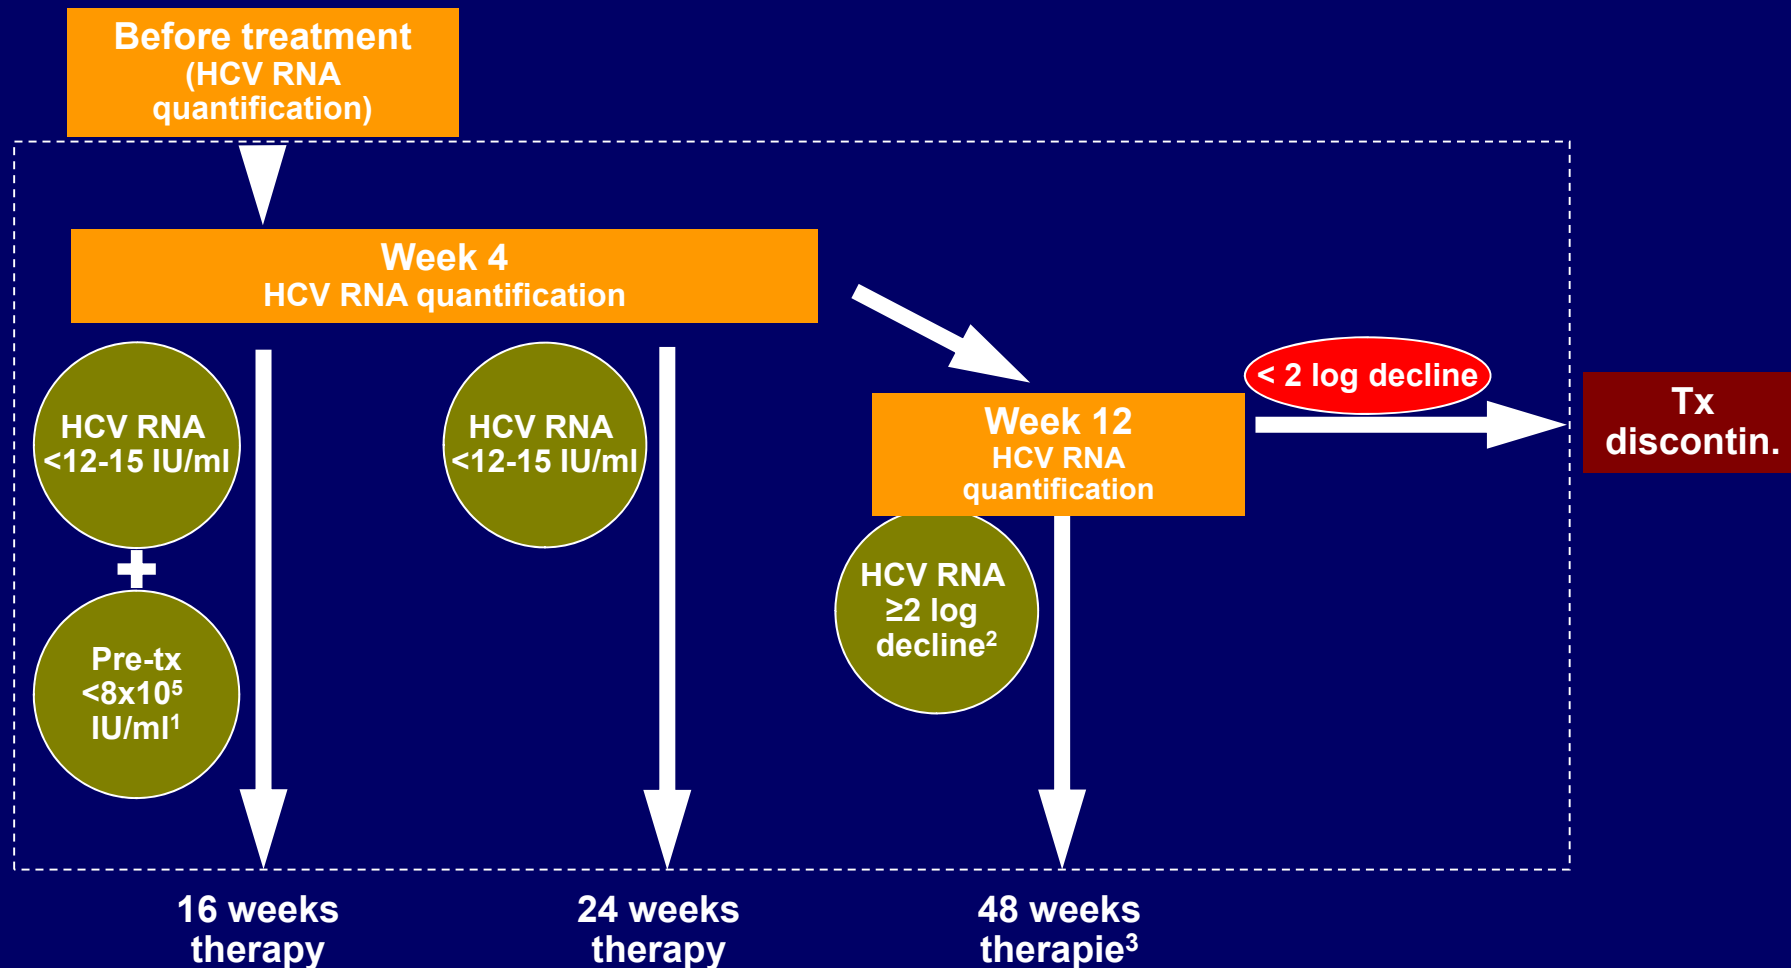 Before treatment
(HCV RNA
quantification)
Week 4
HCV RNA quantification
HCV RNA
<12-15 IU/ml
Pre-tx
<8x10⁵
IU/ml¹
HCV RNA
<12-15 IU/ml
Week 12
HCV RNA
quantification
HCV RNA
≥2 log
decline²
< 2 log decline
Tx
discontin.
16 weeks
therapy
24 weeks
therapy
48 weeks
therapie³